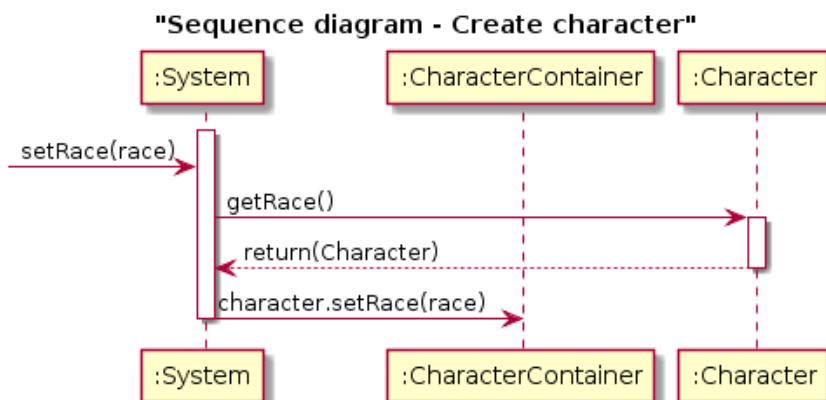 "Sequence diagram - Create character"
:System
:CharacterContainer
:Character
setRace(race)
getRace()
return(Character)
character.setRace(race)
:System
:CharacterContainer
:Character